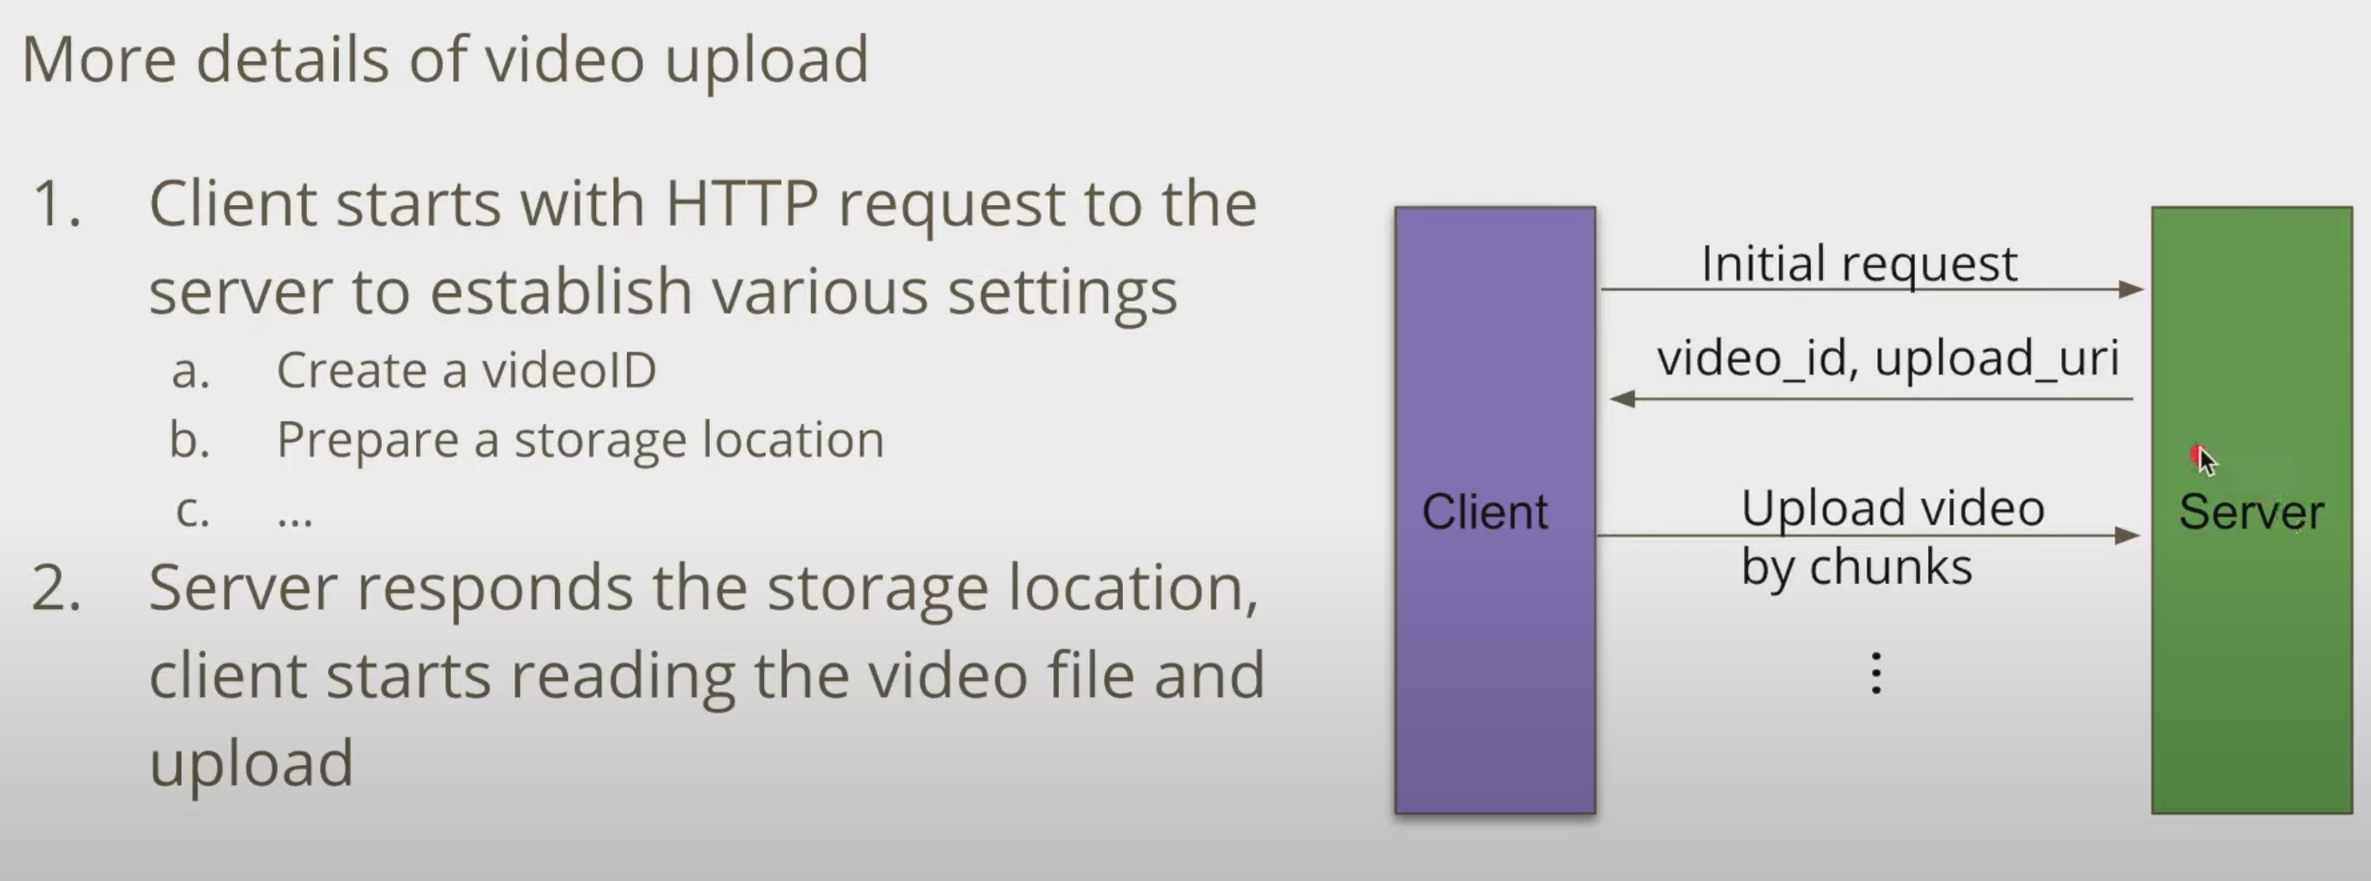 More details of video upload
1. Client starts with HTTP request to the
server to establish various settings
a. Create a videoID
b. Prepare a storage location
c. ...
2. Server responds the storage location,
client starts reading the video file and
upload
Initial request
video_id, upload_uri
Client
Upload video
by chunks
Server
⋮